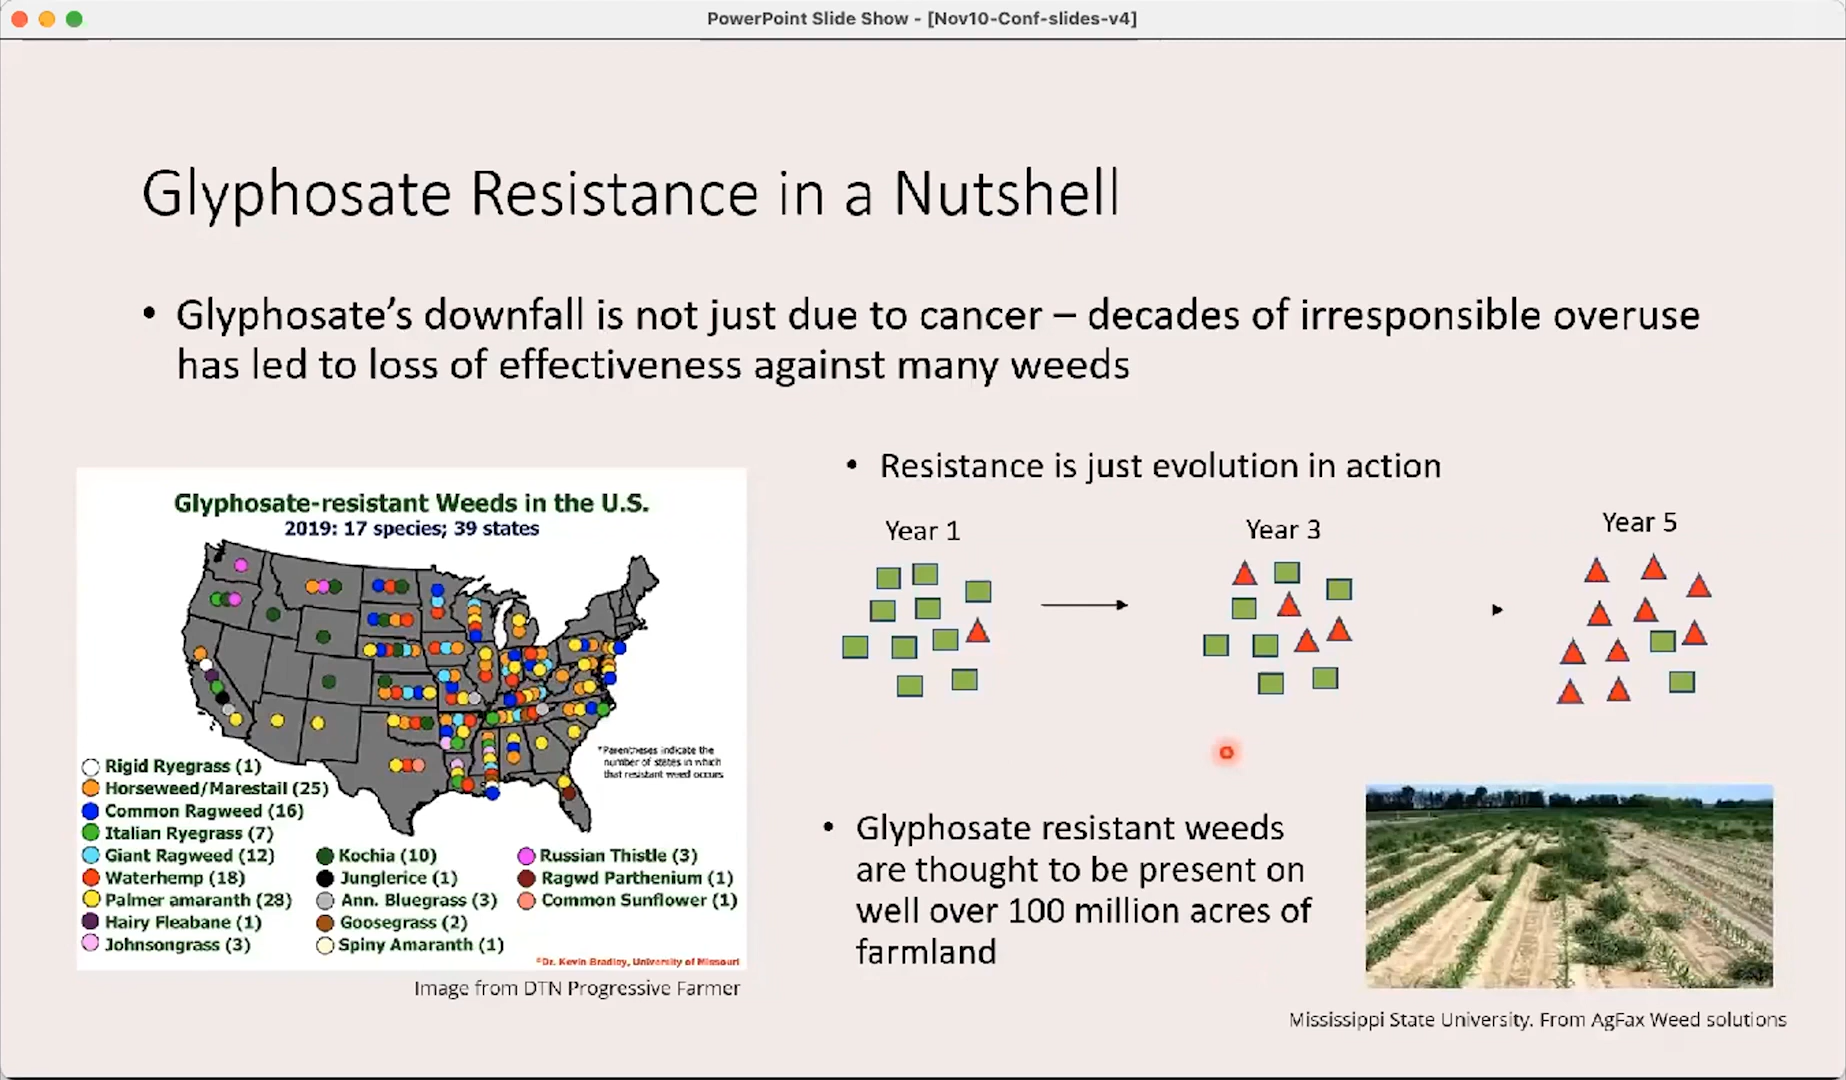 PowerPoint Slide Show - [Nov10-Conf-slides-v4]
Glyphosate Resistance in a Nutshell
• Glyphosate’s downfall is not just due to cancer – decades of irresponsible overuse
has led to loss of effectiveness against many weeds
Glyphosate-resistant Weeds in the U.S.
2019: 17 species; 39 states
*Parentheses indicate the
number of states in which
that resistant weed occurs
Rigid Ryegrass (1)
Horseweed/Marestail (25)
Common Ragweed (16)
Italian Ryegrass (7)
Giant Ragweed (12)
Waterhemp (18)
Palmer amaranth (28)
Hairy Fleabane (1)
Johnsongrass (3)
Kochia (10)
Junglerice (1)
Ann. Bluegrass (3)
Goosegrass (2)
Spiny Amaranth (1)
Russian Thistle (3)
Ragwd Parthenium (1)
Common Sunflower (1)
©Dr. Kevin Bradley, University of Missouri
Image from DTN Progressive Farmer
• Resistance is just evolution in action
Year 1
Year 3
Year 5
• Glyphosate resistant weeds
are thought to be present on
well over 100 million acres of
farmland
Mississippi State University. From AgFax Weed solutions